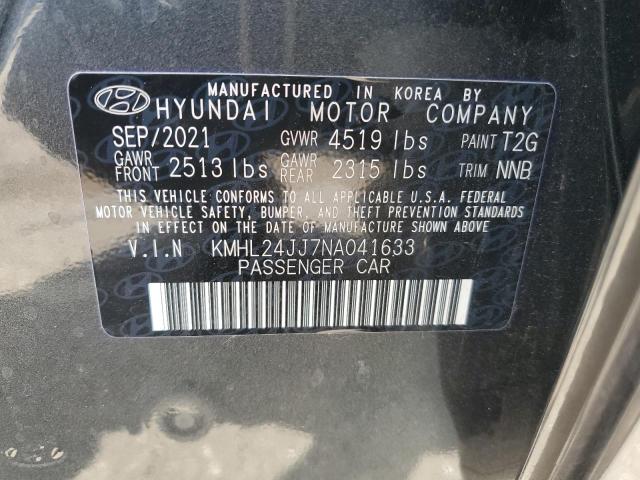 MANUFACTURED IN KOREA BY
HYUNDAI MOTOR COMPANY
SEP/2021 GVWR 4519 lbs PAINT T2G
GAWR FRONT 2513 lbs GAWR REAR 2315 lbs TRIM NNB
THIS VEHICLE CONFORMS TO ALL APPLICABLE U.S.A. FEDERAL
MOTOR VEHICLE SAFETY, BUMPER, AND THEFT PREVENTION STANDARDS
IN EFFECT ON THE DATE OF MANUFACTURE SHOWN ABOVE.
V.I.N KMHL24JJ7NA041633
PASSENGER CAR